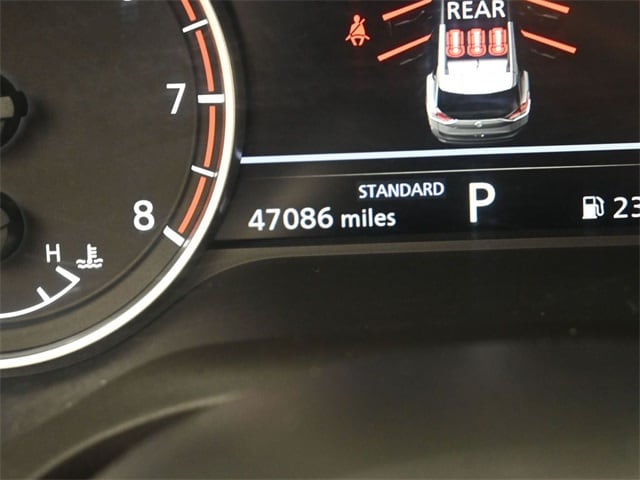 REAR
7
STANDARD
8
47086 miles
P
23
H